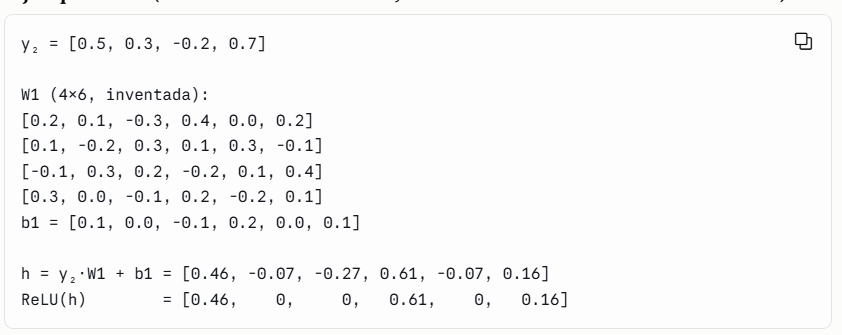 y₂ = [0.5, 0.3, -0.2, 0.7]
W1 (4×6, inventada):
[0.2, 0.1, -0.3, 0.4, 0.0, 0.2]
[0.1, -0.2, 0.3, 0.1, 0.3, -0.1]
[-0.1, 0.3, 0.2, -0.2, 0.1, 0.4]
[0.3, 0.0, -0.1, 0.2, -0.2, 0.1]
b1 = [0.1, 0.0, -0.1, 0.2, 0.0, 0.1]
h = y₂·W1 + b1 = [0.46, -0.07, -0.27, 0.61, -0.07, 0.16]
ReLU(h)        = [0.46,    0,     0,   0.61,    0,   0.16]